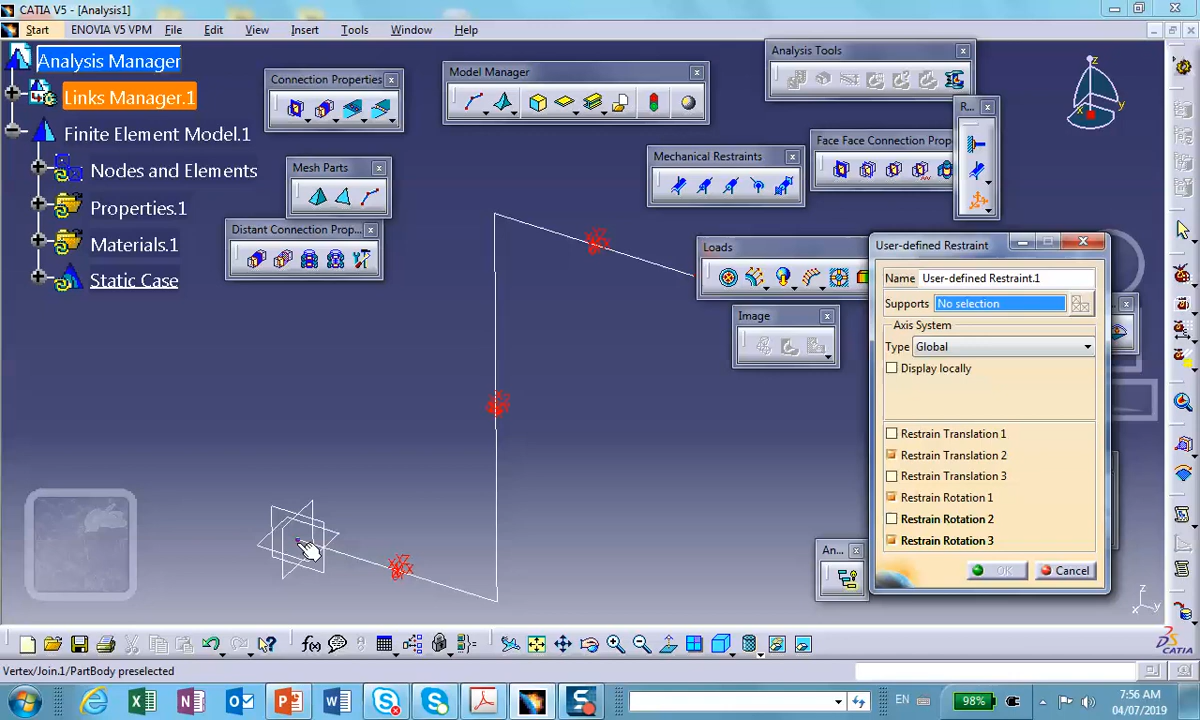 CATIA V5 - [Analysis1]
Start
ENOVIA V5 VPM
File
Edit
View
Insert
Tools
Window
Help
Analysis Manager
Links Manager.1
Finite Element Model.1
Nodes and Elements
Properties.1
Materials.1
Static Case
Connection Properties
Model Manager
Analysis Tools
R...
Mesh Parts
Mechanical Restraints
Face Face Connection Prop
Distant Connection Prop...
Loads
Image
An...
z
y
x
User-defined Restraint
Name User-defined Restraint.1
Supports No selection
Axis System
Type Global
Display locally
Restrain Translation 1
Restrain Translation 2
Restrain Translation 3
Restrain Rotation 1
Restrain Rotation 2
Restrain Rotation 3
OK
Cancel
z
x
y
f(x)
CATIA
Vertex/Join.1/PartBody preselected
EN
98%
7:56 AM
04/07/2019